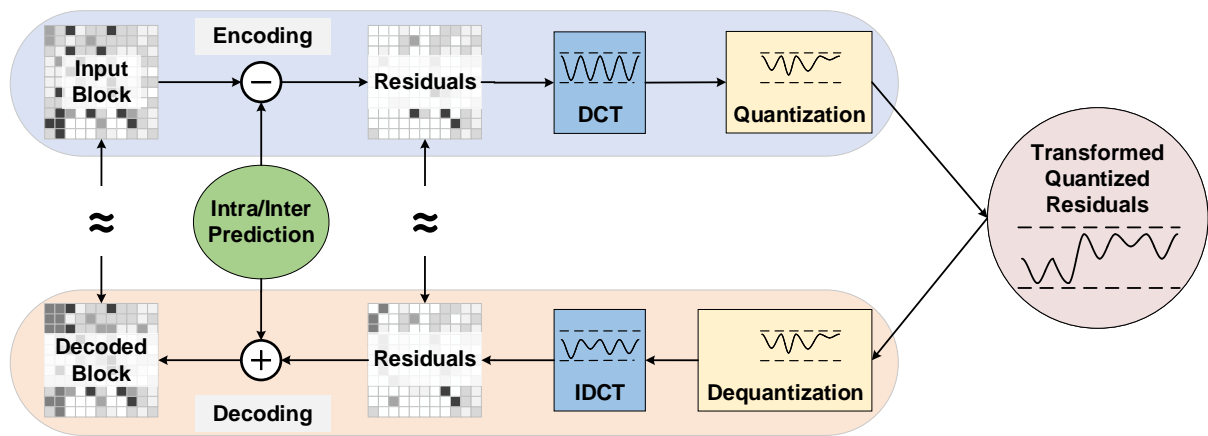 Encoding
Input
Block
−
Residuals
DCT
Quantization
Transformed
Quantized
Residuals
≈
Intra/Inter
Prediction
≈
Decoded
Block
+
Residuals
IDCT
Dequantization
Decoding